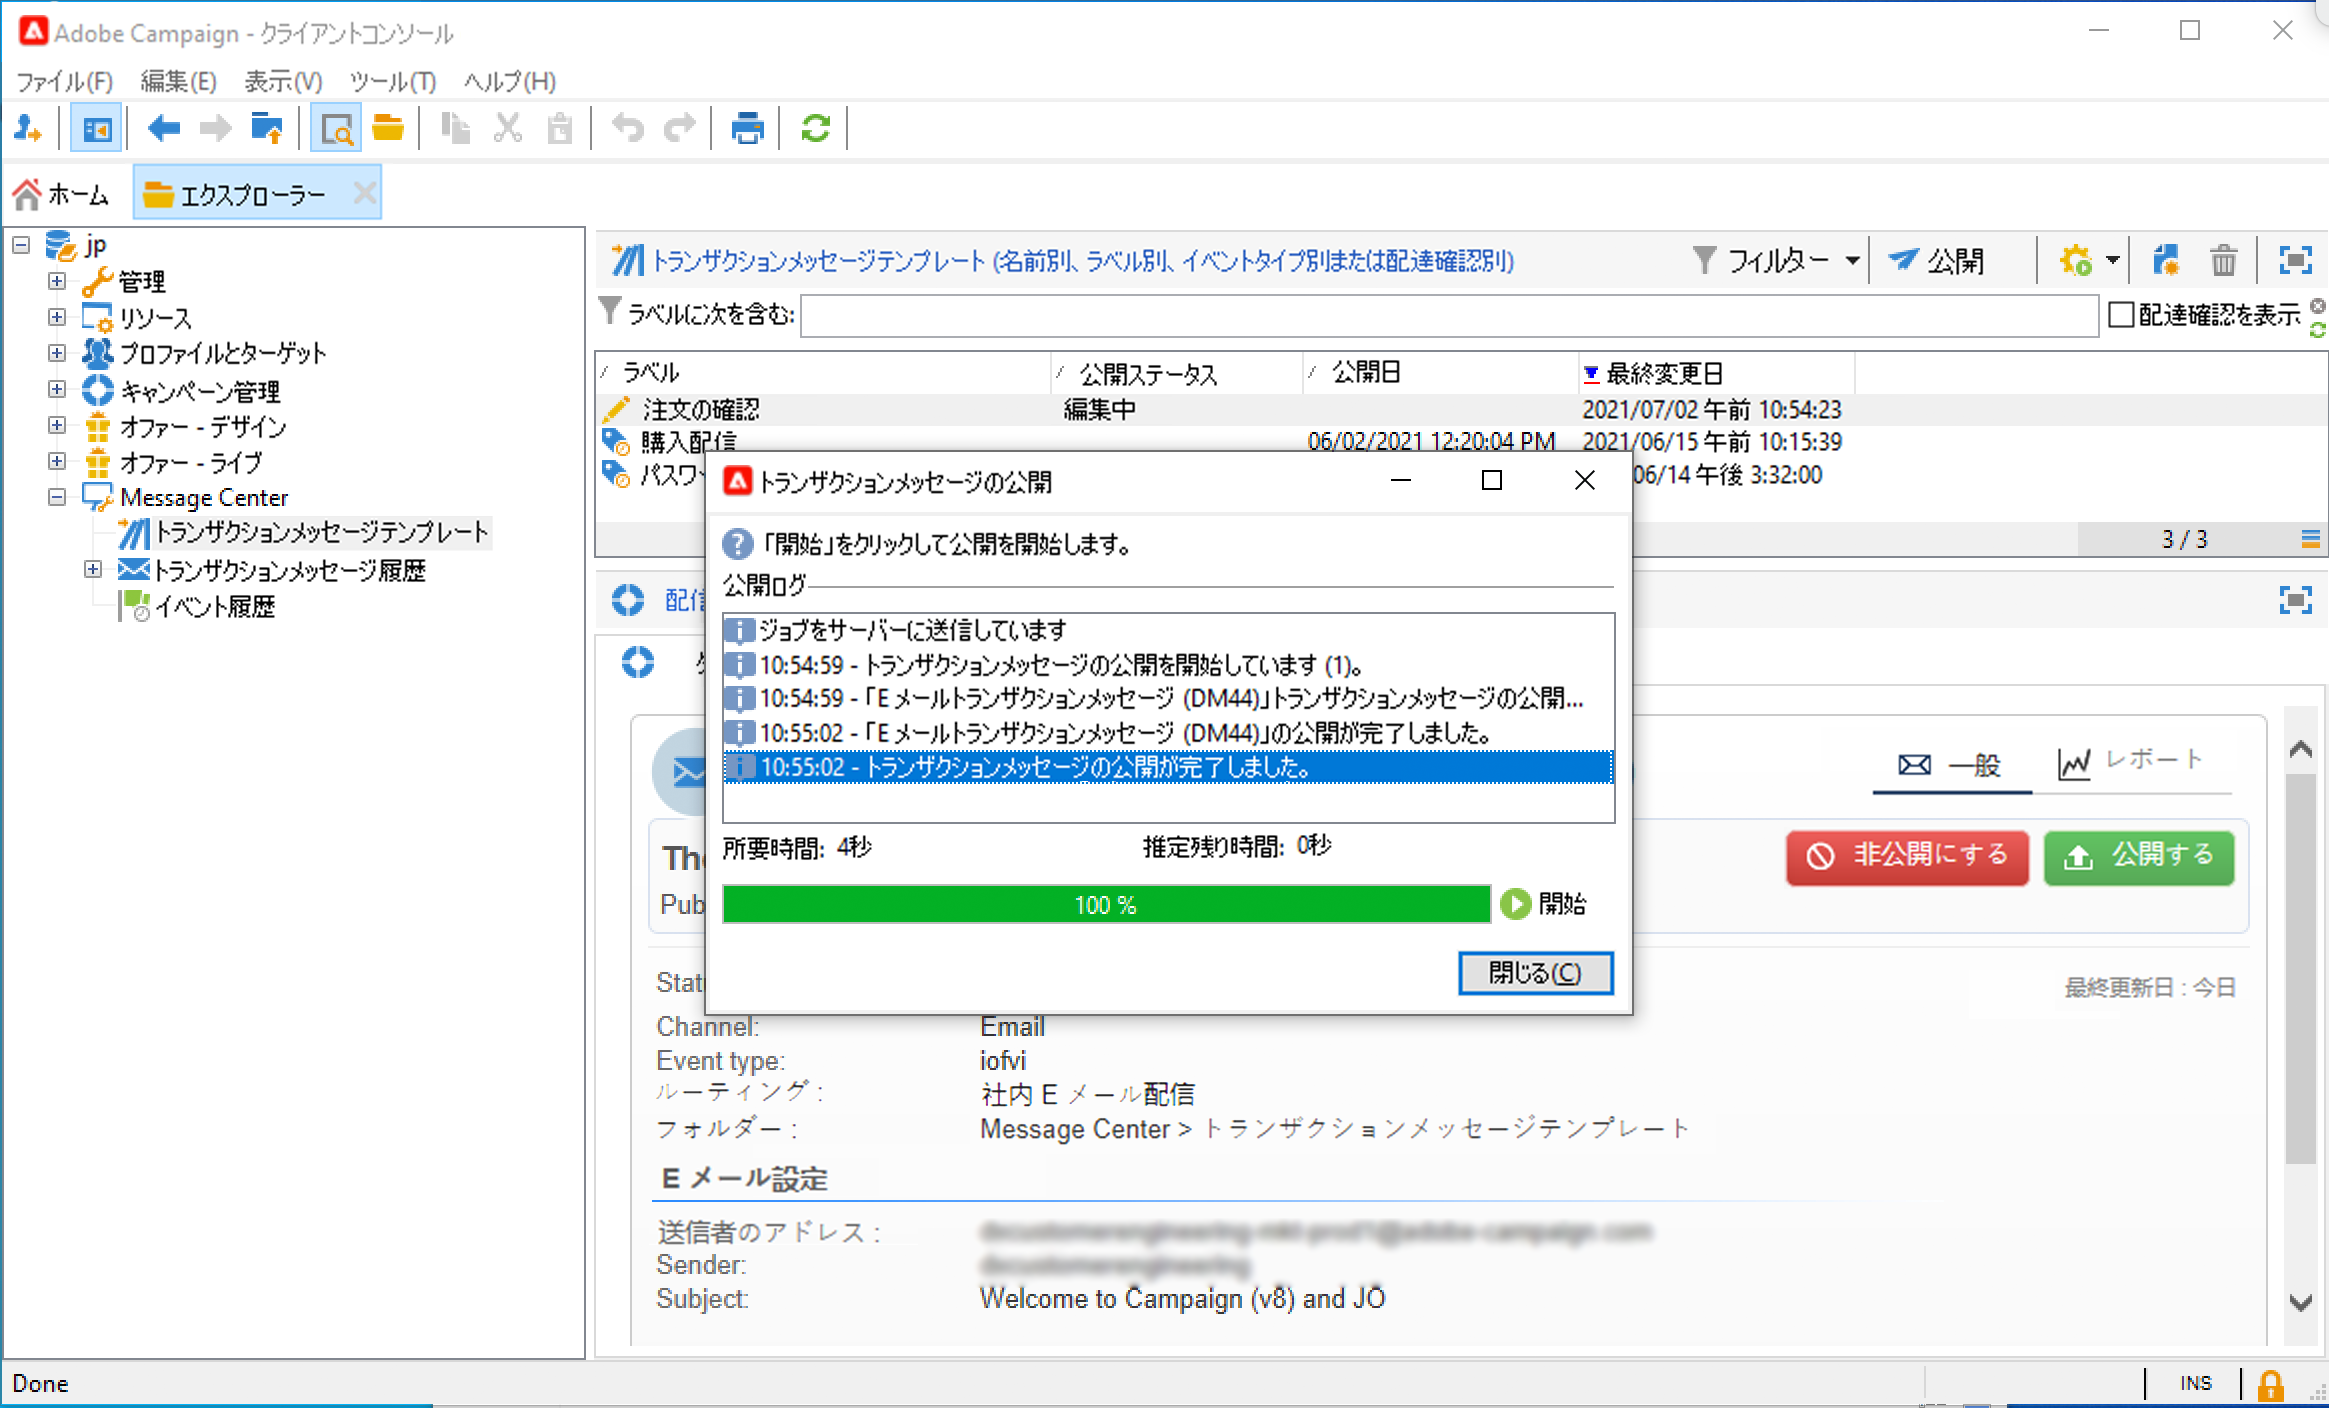 Adobe Campaign - クライアントコンソール
ファイル(F) 編集(E) 表示(V) ツール(T) ヘルプ(H)
ホーム エクスプローラー
jp
管理
リソース
プロファイルとターゲット
キャンペーン管理
オファー - デザイン
オファー - ライブ
Message Center
トランザクションメッセージテンプレート
トランザクションメッセージ履歴
イベント履歴
トランザクションメッセージテンプレート (名前別、ラベル別、イベントタイプ別または配達確認別)
フィルター 公開
ラベルに次を含む: 配達確認を表示
ラベル 公開ステータス 公開日 最終変更日
注文の確認 編集中 2021/07/02 午前 10:54:23
購入配信 06/02/2021 12:20:04 PM 2021/06/15 午前 10:15:39
パスワ 06/14 午後 3:32:00
3 / 3
トランザクションメッセージの公開
「開始」をクリックして公開を開始します。
公開ログ
ジョブをサーバーに送信しています
10:54:59 - トランザクションメッセージの公開を開始しています (1)。
10:54:59 - 「E メールトランザクションメッセージ (DM44)」トランザクションメッセージの公開...
10:55:02 - 「E メールトランザクションメッセージ (DM44)」の公開が完了しました。
10:55:02 - トランザクションメッセージの公開が完了しました。
所要時間: 4秒 推定残り時間: 0秒
100 %
開始
閉じる(C)
配信
一般 レポート
The
Pub
非公開にする 公開する
Stat
最終更新日 : 今日
Channel: Email
Event type: iofvi
ルーティング : 社内 E メール配信
フォルダー : Message Center > トランザクションメッセージテンプレート
E メール設定
送信者のアドレス :
Sender:
Subject: Welcome to Campaign (v8) and JO
Done
INS